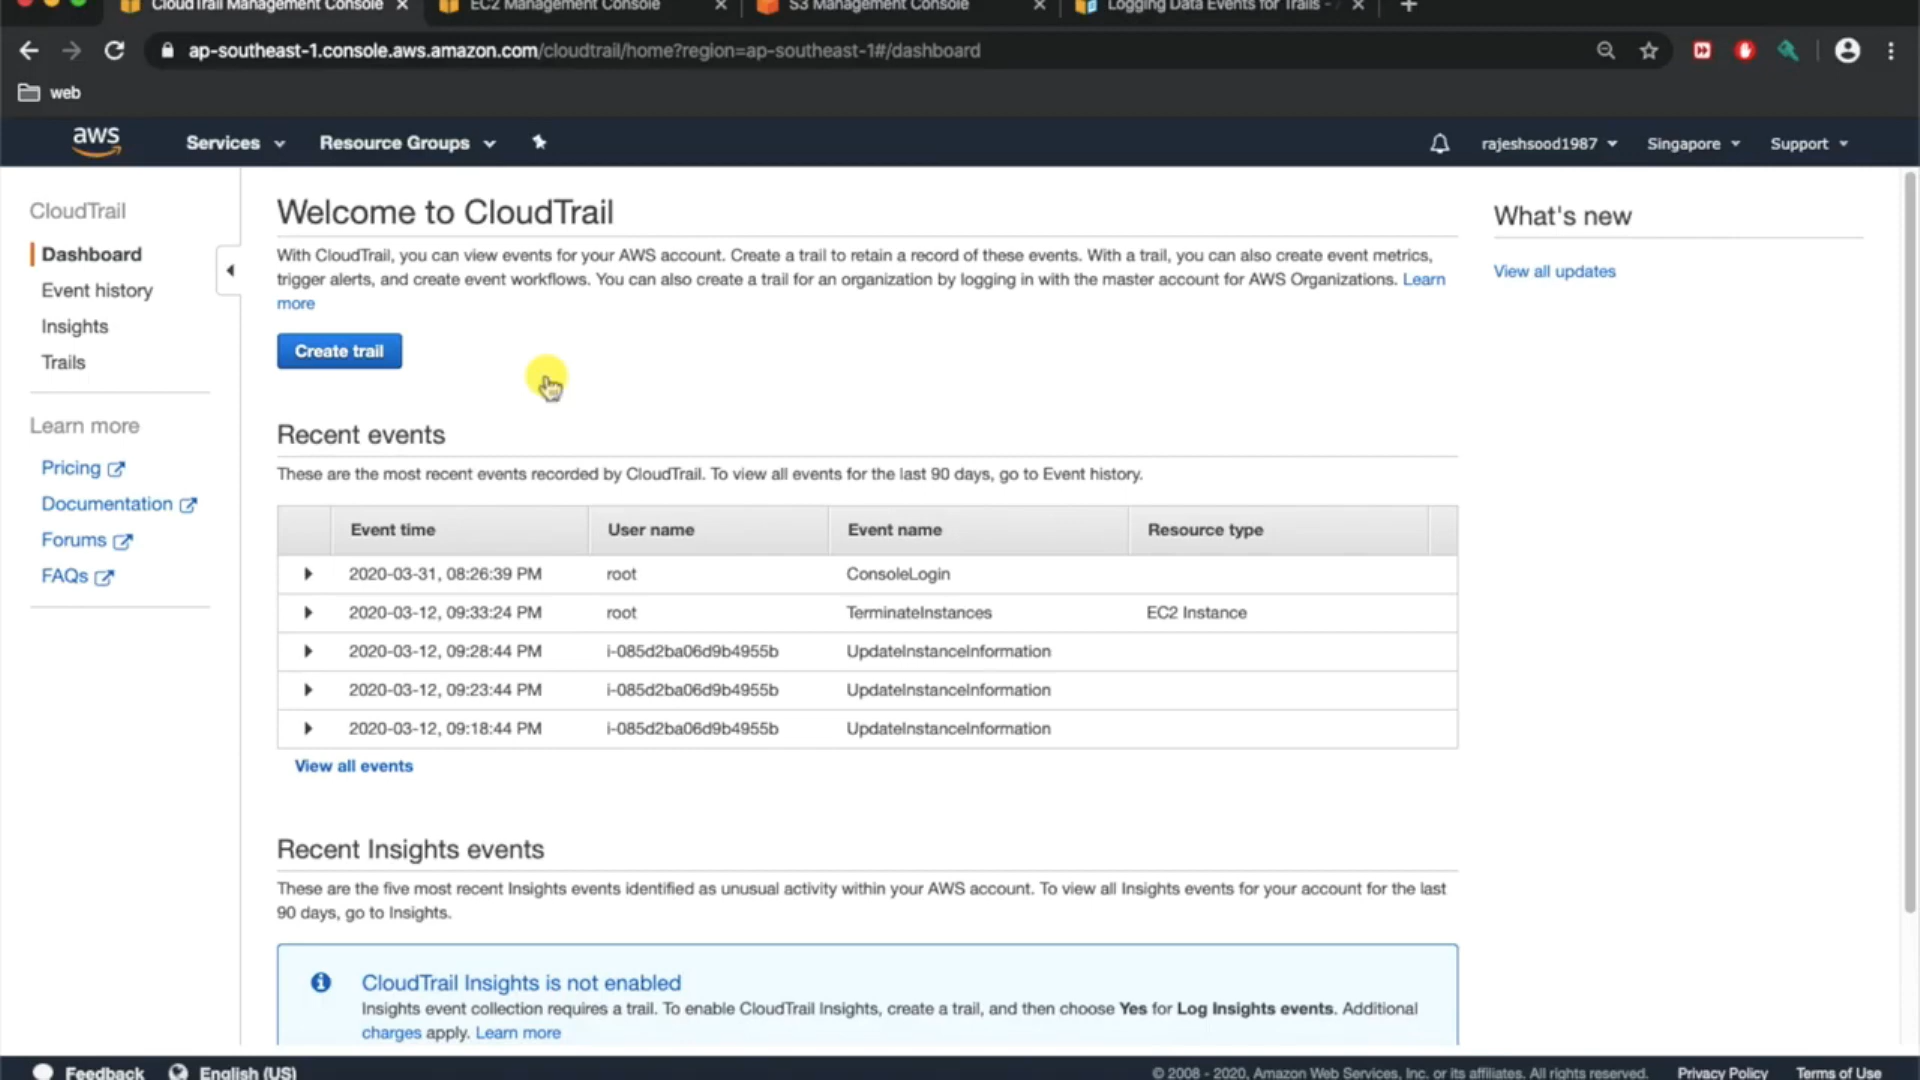 CloudTrail Management Console
EC2 Management Console
S3 Management Console
Logging Data Events for Trails -
ap-southeast-1.console.aws.amazon.com/cloudtrail/home?region=ap-southeast-1#/dashboard
web
aws
Services
Resource Groups
rajeshsood1987
Singapore
Support
CloudTrail
Dashboard
Event history
Insights
Trails
Learn more
Pricing
Documentation
Forums
FAQs
Welcome to CloudTrail
With CloudTrail, you can view events for your AWS account. Create a trail to retain a record of these events. With a trail, you can also create event metrics,
trigger alerts, and create event workflows. You can also create a trail for an organization by logging in with the master account for AWS Organizations. Learn
more
Create trail
Recent events
These are the most recent events recorded by CloudTrail. To view all events for the last 90 days, go to Event history.
Event time User name Event name Resource type
2020-03-31, 08:26:39 PM root ConsoleLogin
2020-03-12, 09:33:24 PM root TerminateInstances EC2 Instance
2020-03-12, 09:28:44 PM i-085d2ba06d9b4955b UpdateInstanceInformation
2020-03-12, 09:23:44 PM i-085d2ba06d9b4955b UpdateInstanceInformation
2020-03-12, 09:18:44 PM i-085d2ba06d9b4955b UpdateInstanceInformation
View all events
Recent Insights events
These are the five most recent Insights events identified as unusual activity within your AWS account. To view all Insights events for your account for the last
90 days, go to Insights.
CloudTrail Insights is not enabled
Insights event collection requires a trail. To enable CloudTrail Insights, create a trail, and then choose Yes for Log Insights events. Additional
charges apply. Learn more
What's new
View all updates
Feedback
English (US)
© 2008 - 2020, Amazon Web Services, Inc. or its affiliates. All rights reserved.
Privacy Policy
Terms of Use